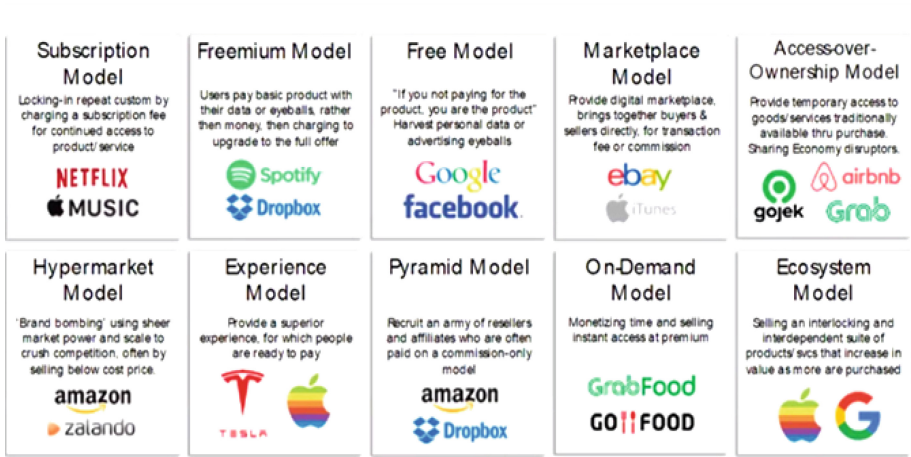 Subscription
Model
Locking-in repeat custom by
charging a subscription fee
for continued access to
product/service
NETFLIX
MUSIC
Freemium Model
Users pay basic product with
their data or eyeballs, rather
then money, then charging to
upgrade to the full offer
Spotify
Dropbox
Free Model
"If you not paying for the
product, you are the product"
Harvest personal data or
advertising eyeballs
Google
facebook.
Marketplace
Model
Provide digital marketplace,
brings together buyers &
sellers directly, for transaction
fee or commission
ebay
iTunes
Access-over-
Ownership Model
Provide temporary access to
goods/services traditionally
available thru purchase.
Sharing Economy disruptors.
gojek
airbnb
Grab
Hypermarket
Model
'Brand bombing' using sheer
market power and scale to
crush competition, often by
selling below cost price.
amazon
zalando
Experience
Model
Provide a superior
experience, for which people
are ready to pay
TESLA
Pyramid Model
Recruit an army of resellers
and affiliates who are often
paid on a commission-only
model
amazon
Dropbox
On-Demand
Model
Monetizing time and selling
instant access at premium
GrabFood
GOFOOD
Ecosystem
Model
Selling an interlocking and
interdependent suite of
products/svcs that increase in
value as more are purchased
G